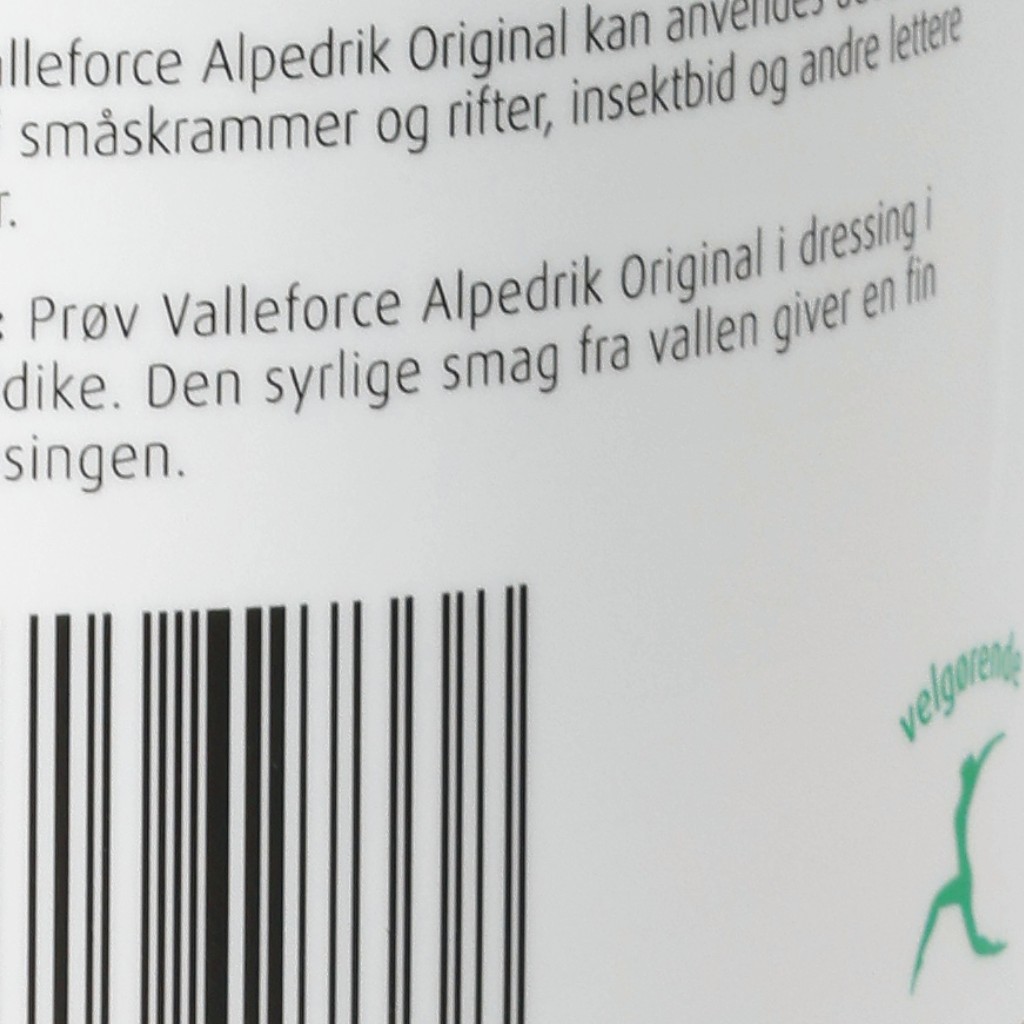 alleforce Alpedrik Original kan anvendes
småskrammer og rifter, insektbid og andre lettere
r.
: Prøv Valleforce Alpedrik Original i dressing i
dike. Den syrlige smag fra vallen giver en fin
singen.
velgørende